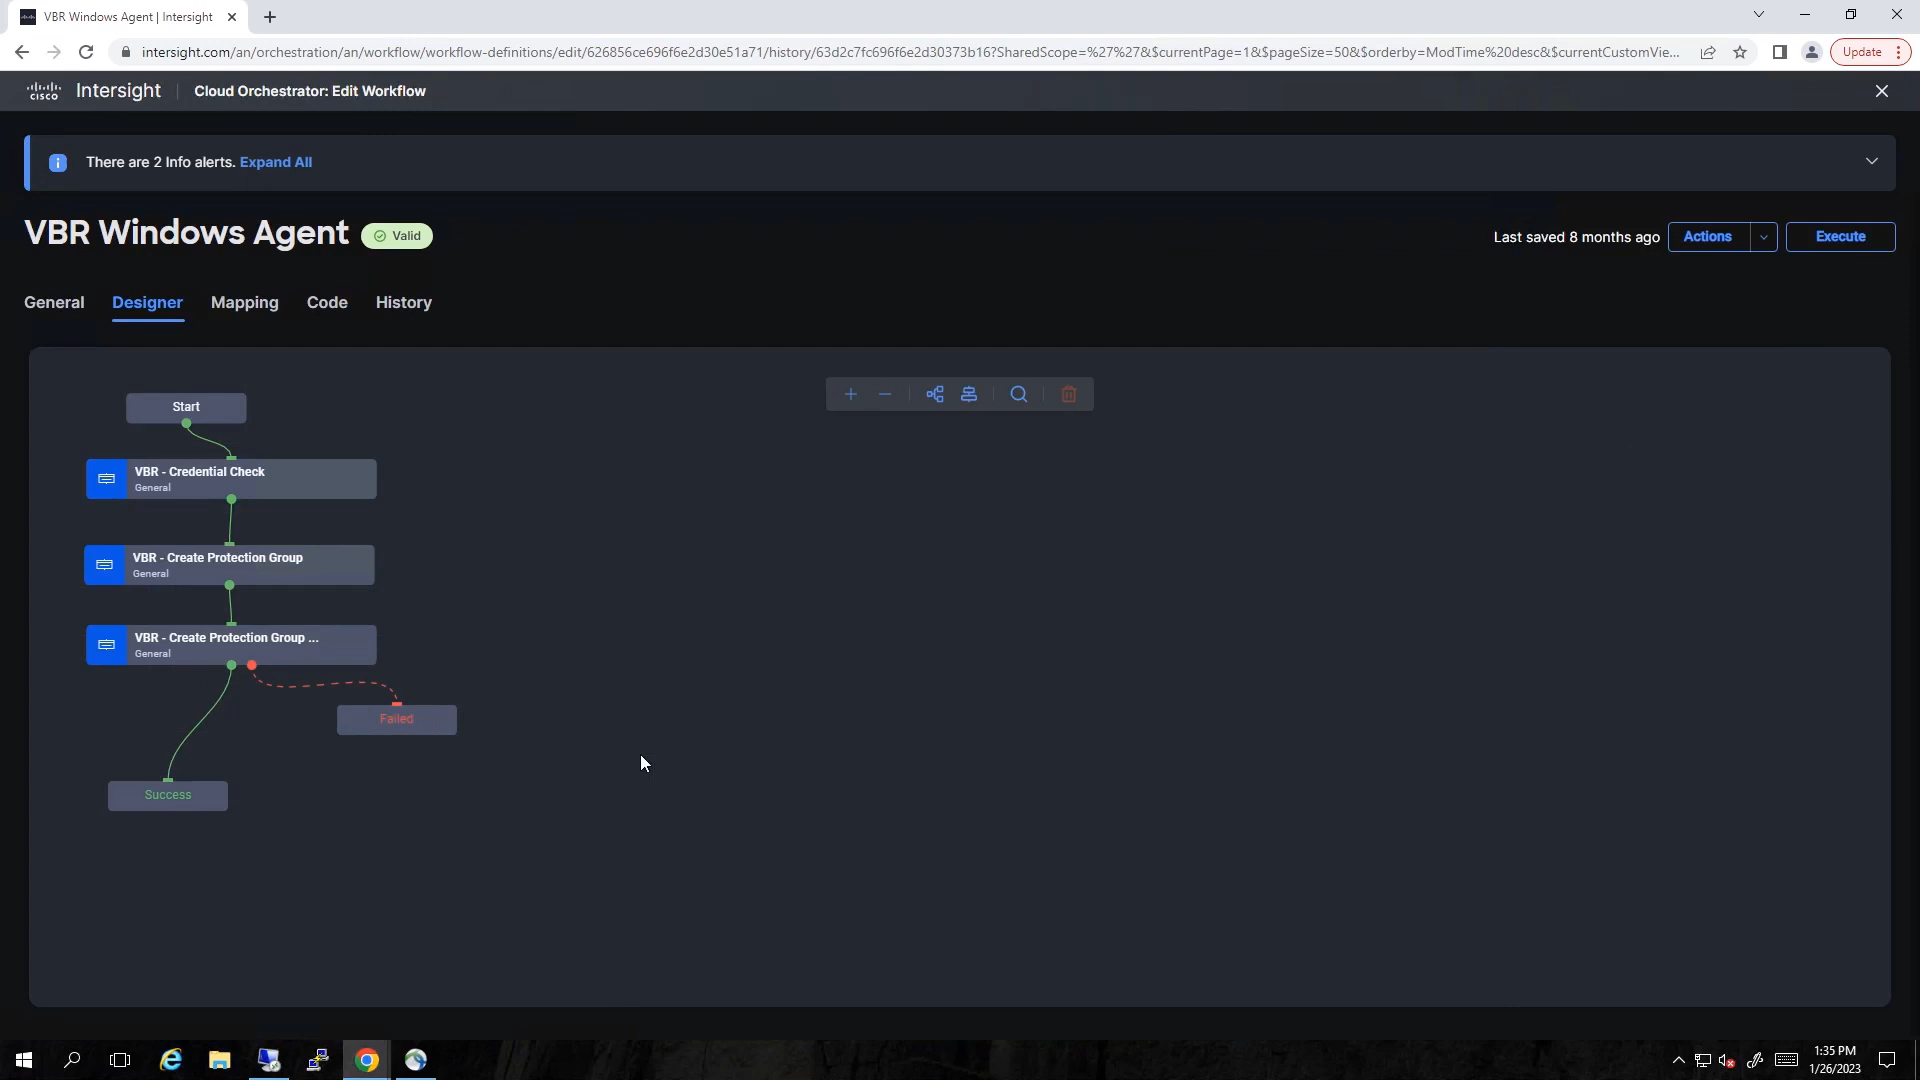 VBR Windows Agent | Intersight
intersight.com/an/orchestration/an/workflow/workflow-definitions/edit/626856ce696f6e2d30e51a71/history/63d2c7fc696f6e2d30373b16?SharedScope=%27%27&$currentPage=1&$pageSize=50&$orderby=ModTime%20desc&$currentCustomVie...
Update
CISCO Intersight Cloud Orchestrator: Edit Workflow
There are 2 Info alerts. Expand All
VBR Windows Agent Valid
Last saved 8 months ago Actions Execute
General Designer Mapping Code History
Start
VBR - Credential Check
General
VBR - Create Protection Group
General
VBR - Create Protection Group ...
General
Failed
Success
1:35 PM
1/26/2023